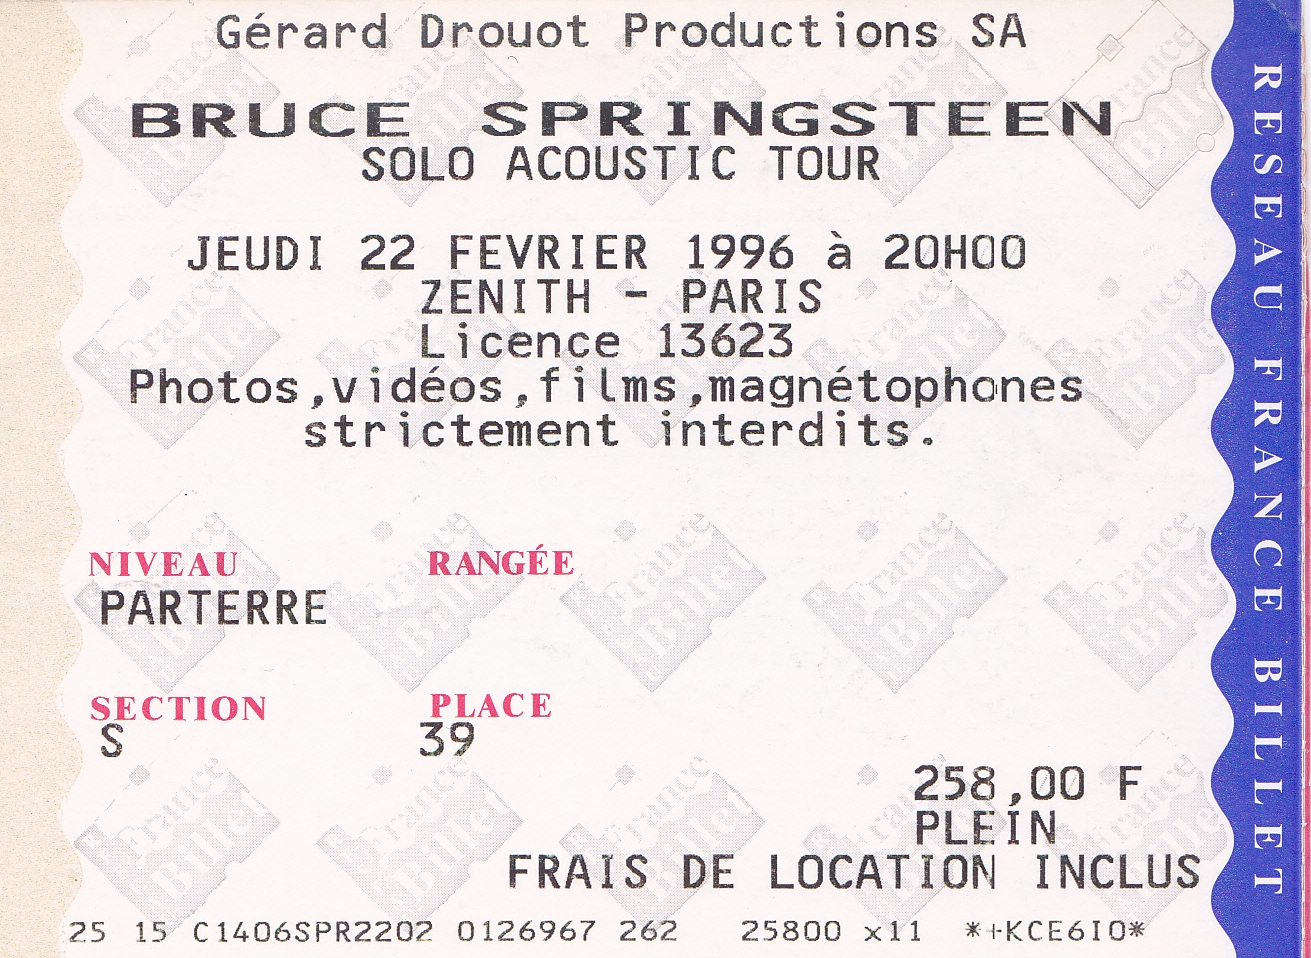 Gérard Drouot Productions SA
BRUCE SPRINGSTEEN
SOLO ACOUSTIC TOUR
JEUDI 22 FEVRIER 1996 à 20H00
ZENITH - PARIS
Licence 13623
Photos,vidéos,films,magnétophones
strictement interdits.
NIVEAU RANGÉE
PARTERRE
SECTION PLACE
S 39
258,00 F
PLEIN
FRAIS DE LOCATION INCLUS
25 15 C1406SPR2202 0126967 262 25800 x11 *+KCE6IO*
RESEAU FRANCE BILLET